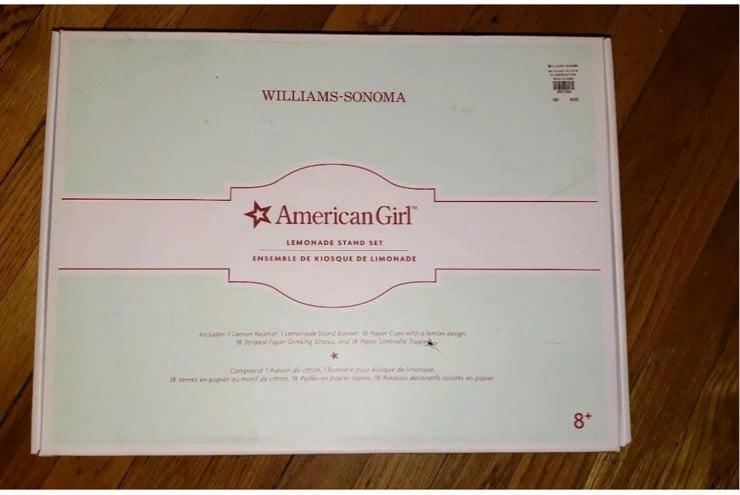 WILLIAMS-SONOMA
WILLIAMS-SONOMA
American Girl™
LEMONADE STAND SET
ENSEMBLE DE KIOSQUE DE LIMONADE
Includes: 1 Lemon Reamer, 1 Lemonade Stand Banner, 18 Paper Cups with a lemon design,
18 Striped Paper Drinking Straws, and 18 Paper Umbrella
Comprend: 1 Alésoir de citron, 1 Bannière pour kiosque de limonade,
18 Verres en papier au motif de citron, 18 Pailles en papier rayées, 18 Parasols décoratifs colorés en papier
8+